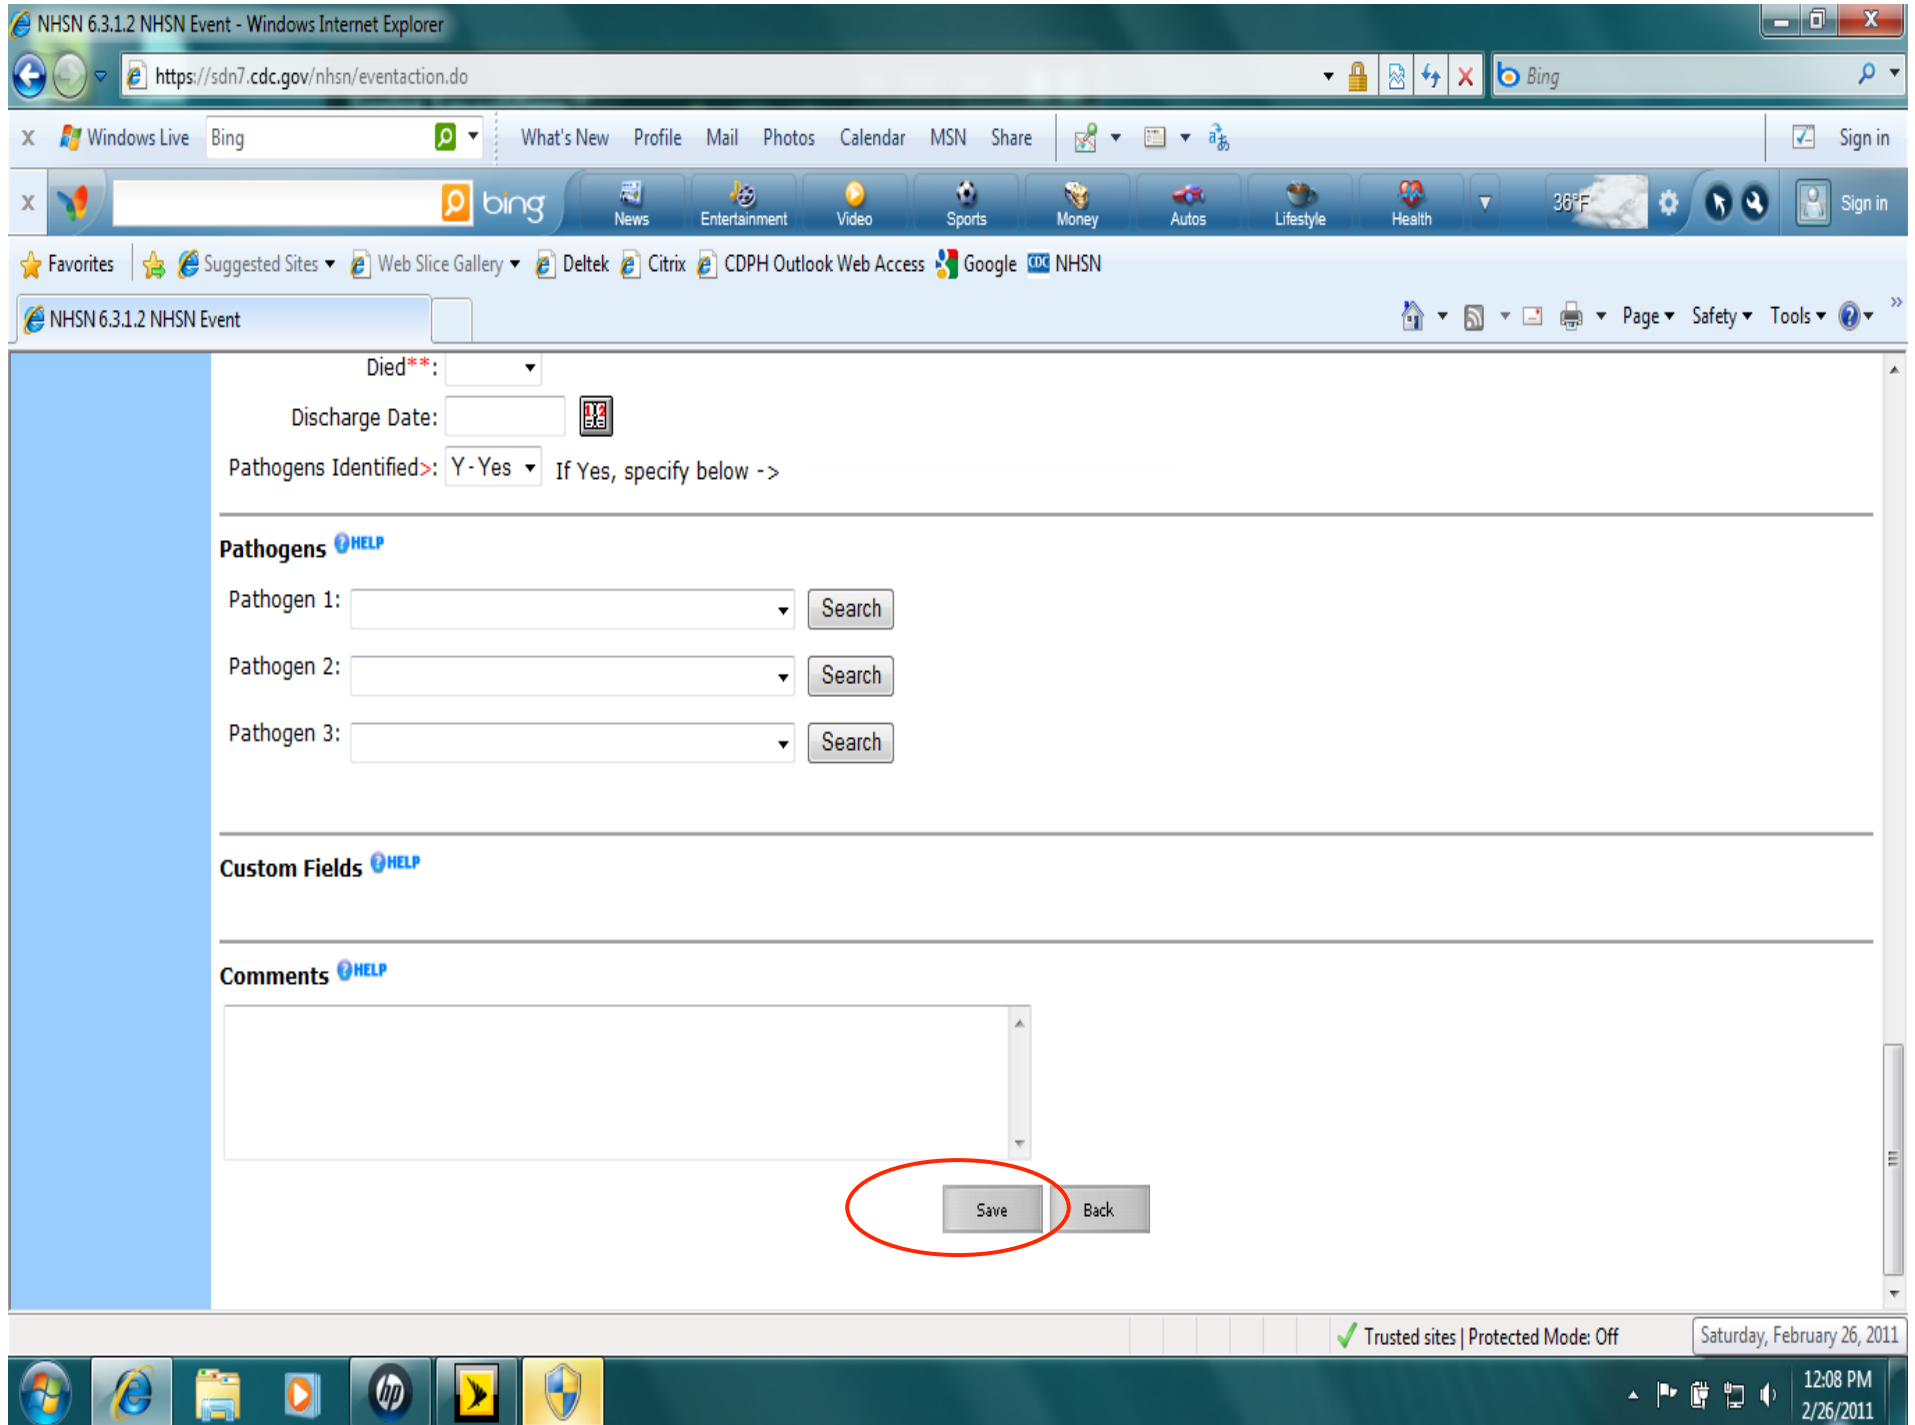 NHSN 6.3.1.2 NHSN Event - Windows Internet Explorer
https://sdn7.cdc.gov/nhsn/eventaction.do
Bing
x Windows Live Bing What's New Profile Mail Photos Calendar MSN Share Sign in
x bing News Entertainment Video Sports Money Autos Lifestyle Health 36°F Sign in
Favorites Suggested Sites Web Slice Gallery Deltek Citrix CDPH Outlook Web Access Google CDC NHSN
NHSN 6.3.1.2 NHSN Event Page Safety Tools »
Died**:
Discharge Date:
Pathogens Identified>: Y - Yes If Yes, specify below ->
Pathogens HELP
Pathogen 1: Search
Pathogen 2: Search
Pathogen 3: Search
Custom Fields HELP
Comments HELP
Save Back
Trusted sites | Protected Mode: Off
Saturday, February 26, 2011
hp
12:08 PM
2/26/2011